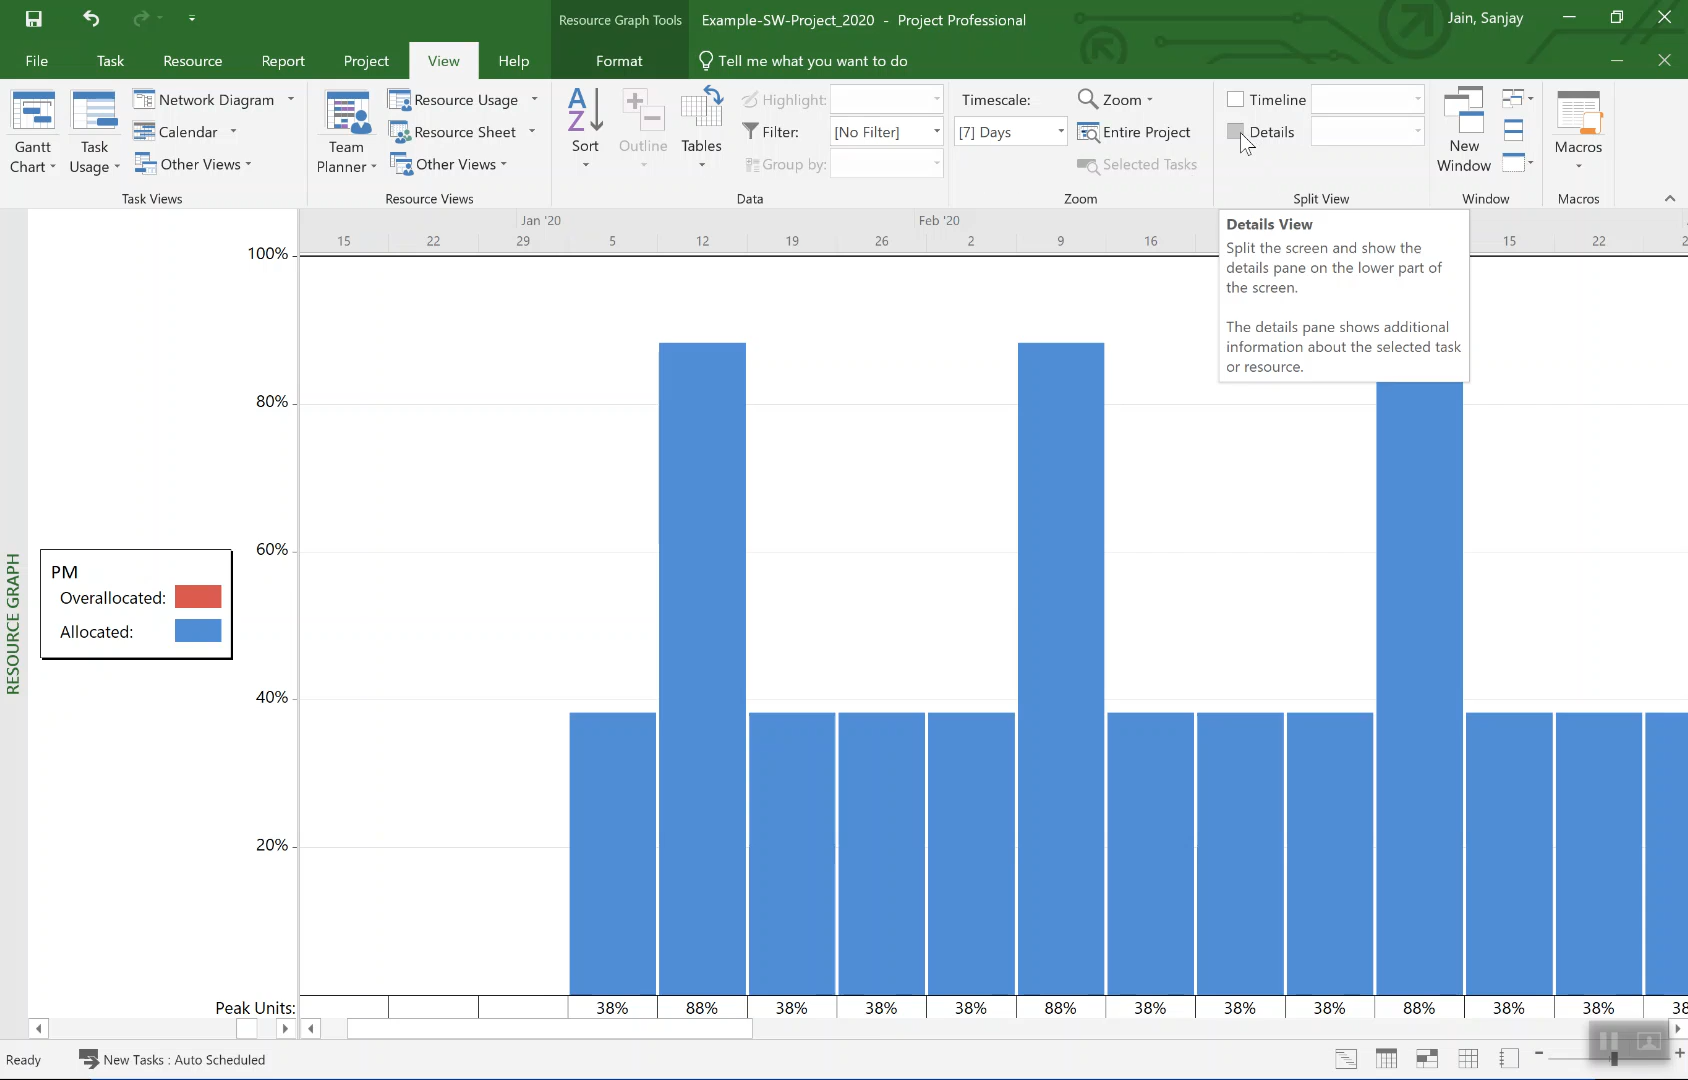 Resource Graph Tools
Example-SW-Project_2020 - Project Professional
Jain, Sanjay
File
Task
Resource
Report
Project
View
Help
Format
Tell me what you want to do
Gantt
Chart
Task
Usage
Network Diagram
Calendar
Other Views
Task Views
Team
Planner
Resource Usage
Resource Sheet
Other Views
Resource Views
A
Z
Sort
Outline
Tables
Highlight:
Filter:
[No Filter]
Group by:
Data
Timescale:
[7] Days
Zoom
Entire Project
Selected Tasks
Zoom
Timeline
Details
Split View
New
Window
Window
Macros
Macros
Details View
Split the screen and show the
details pane on the lower part of
the screen.
The details pane shows additional
information about the selected task
or resource.
Jan '20
Feb '20
15
22
29
5
12
19
26
2
9
16
15
22
100%
80%
60%
40%
20%
RESOURCE GRAPH
PM
Overallocated:
Allocated:
Peak Units:
38%
88%
38%
38%
38%
88%
38%
38%
38%
88%
38%
38%
38
Ready
New Tasks : Auto Scheduled